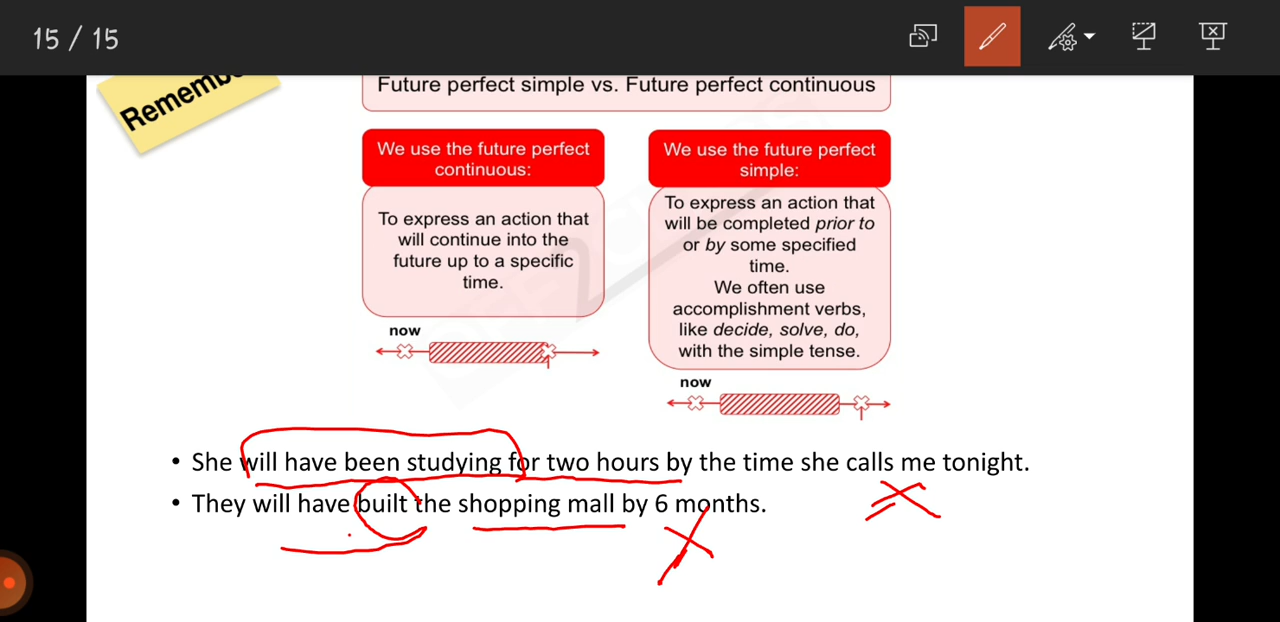 15 / 15
Remembe
Future perfect simple vs. Future perfect continuous
We use the future perfect
continuous:
To express an action that
will continue into the
future up to a specific
time.
now
We use the future perfect
simple:
To express an action that
will be completed prior to
or by some specified
time.
We often use
accomplishment verbs,
like decide, solve, do,
with the simple tense.
now
• She will have been studying for two hours by the time she calls me tonight.
• They will have built the shopping mall by 6 months.